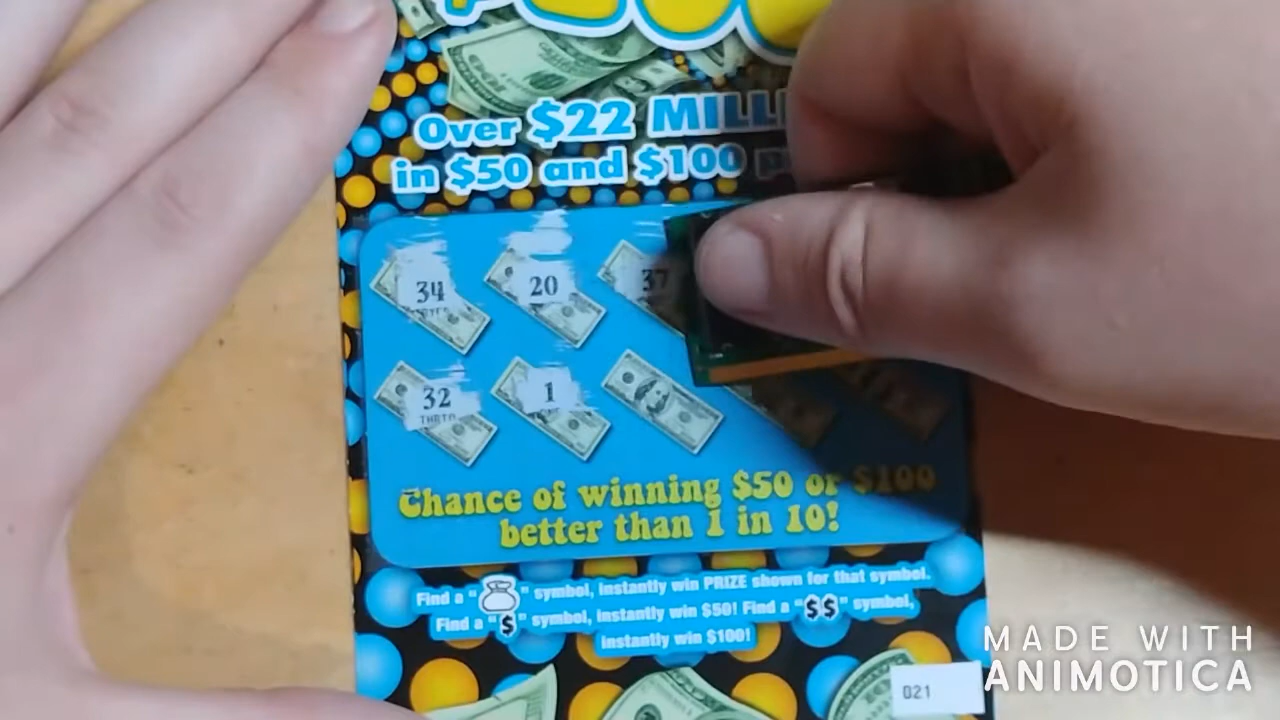 Over $22 MILLI
in $50 and $100 p
34 20 37
32 1
Chance of winning $50 or $100
better than 1 in 10!
Find a " " symbol, instantly win PRIZE shown for that symbol.
Find a "$" symbol, instantly win $50! Find a "$$" symbol,
instantly win $100!
021
MADE WITH
ANIMOTICA